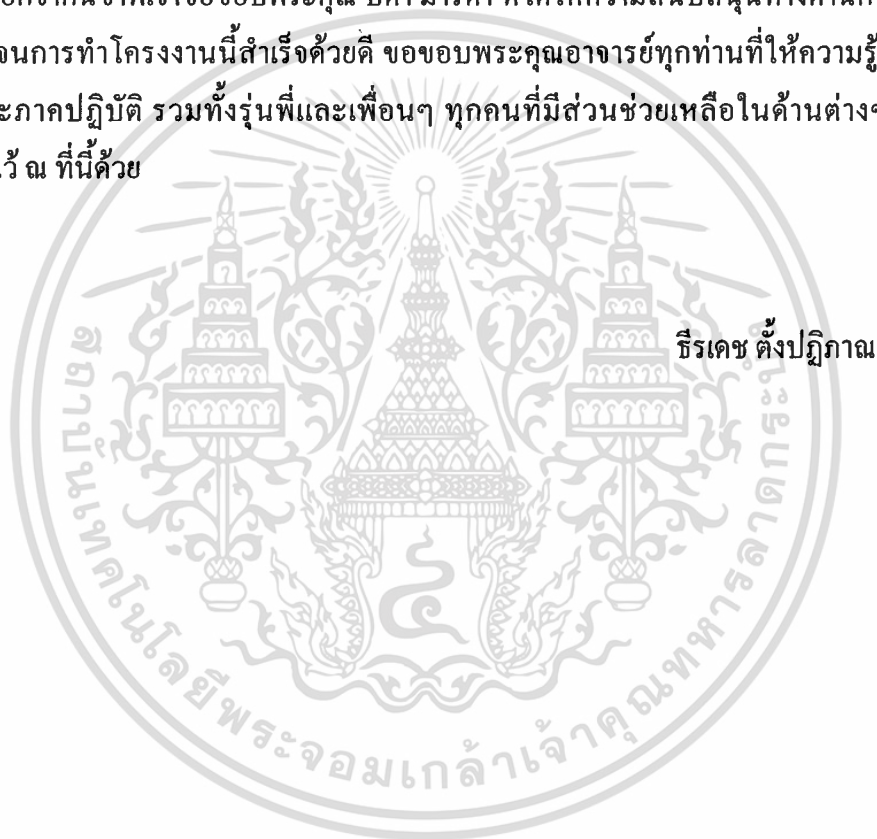 จนการทำโครงงานนี้สำเร็จด้วยดี ขอขอบพระคุณอาจารย์ทุกท่านที่ให้ความรู้
ะภาคปฏิบัติ รวมทั้งรุ่นพี่และเพื่อนๆ ทุกคนที่มีส่วนช่วยเหลือในด้านต่างๆ
ว้ ณ ที่นี้ด้วย
ธีรเดช ตั้งปฏิภาณ
สถาบันเทคโนโลยีพระจอมเกล้าเจ้าคุณทหารลาดกระบัง